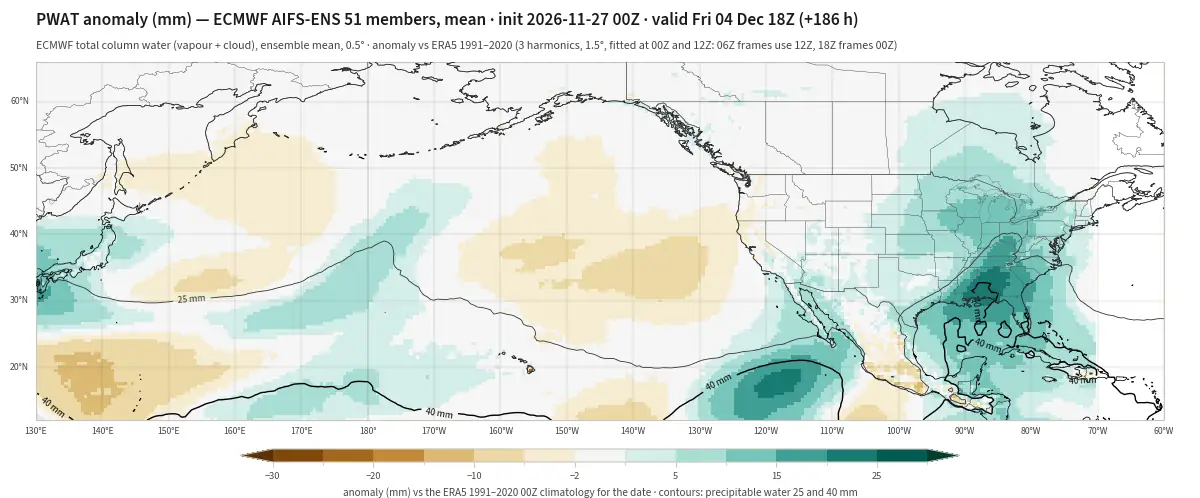 PWAT anomaly (mm) — ECMWF AIFS-ENS 51 members, mean · init 2026-11-27 00Z · valid Fri 04 Dec 18Z (+186 h)
ECMWF total column water (vapour + cloud), ensemble mean, 0.5° · anomaly vs ERA5 1991–2020 (3 harmonics, 1.5°, fitted at 00Z and 12Z: 06Z frames use 12Z, 18Z frames 00Z)
60°N
50°N
40°N
30°N
20°N
25 mm
40 mm
40 mm
40 mm
40 mm
40 mm
40 mm
130°E 140°E 150°E 160°E 170°E 180° 170°W 160°W 150°W 140°W 130°W 120°W 110°W 100°W 90°W 80°W 70°W 60°W
−30 −20 −10 −2 5 15 25
anomaly (mm) vs the ERA5 1991–2020 00Z climatology for the date · contours: precipitable water 25 and 40 mm